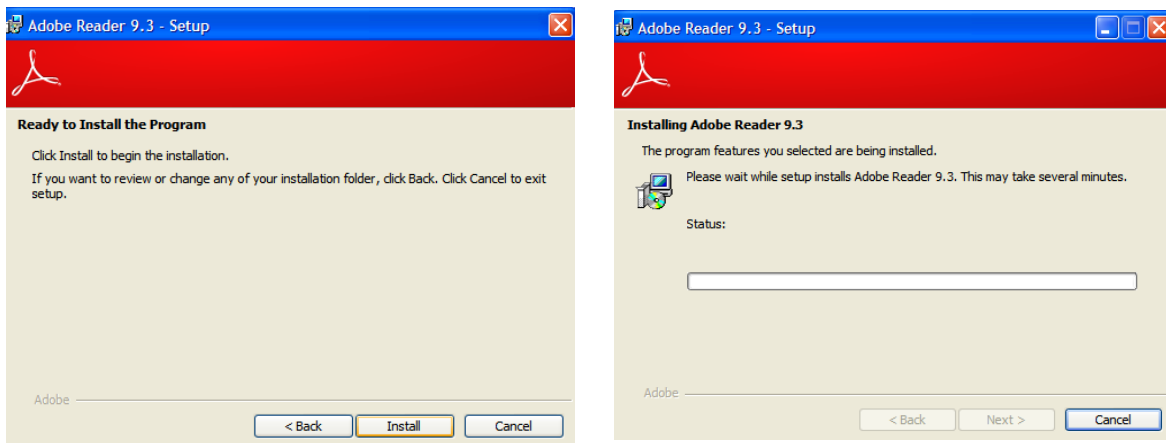 Adobe Reader 9.3 - Setup
Ready to Install the Program
Click Install to begin the installation.
If you want to review or change any of your installation folder, click Back. Click Cancel to exit
setup.
Adobe
< Back
Install
Cancel
Adobe Reader 9.3 - Setup
Installing Adobe Reader 9.3
The program features you selected are being installed.
Please wait while setup installs Adobe Reader 9.3. This may take several minutes.
Status:
Adobe
< Back
Next >
Cancel